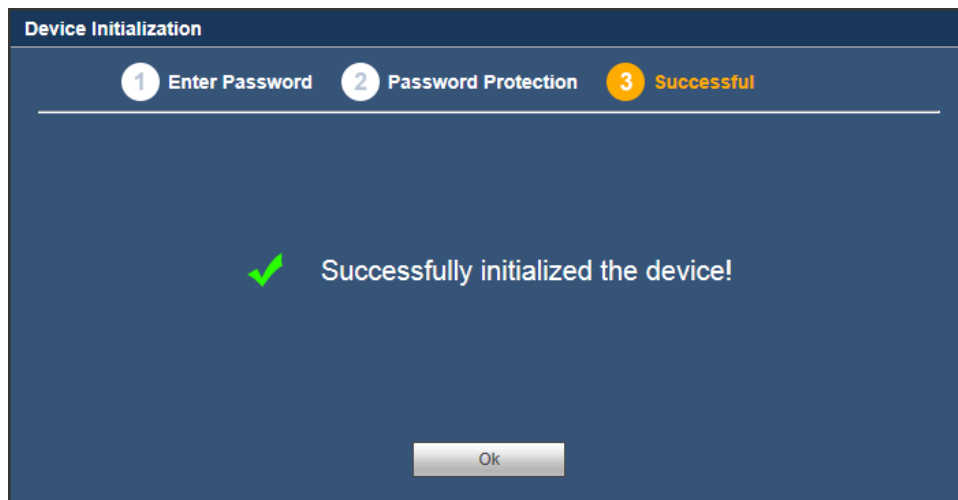 Device Initialization
1 Enter Password 2 Password Protection 3 Successful
Successfully initialized the device!
Ok